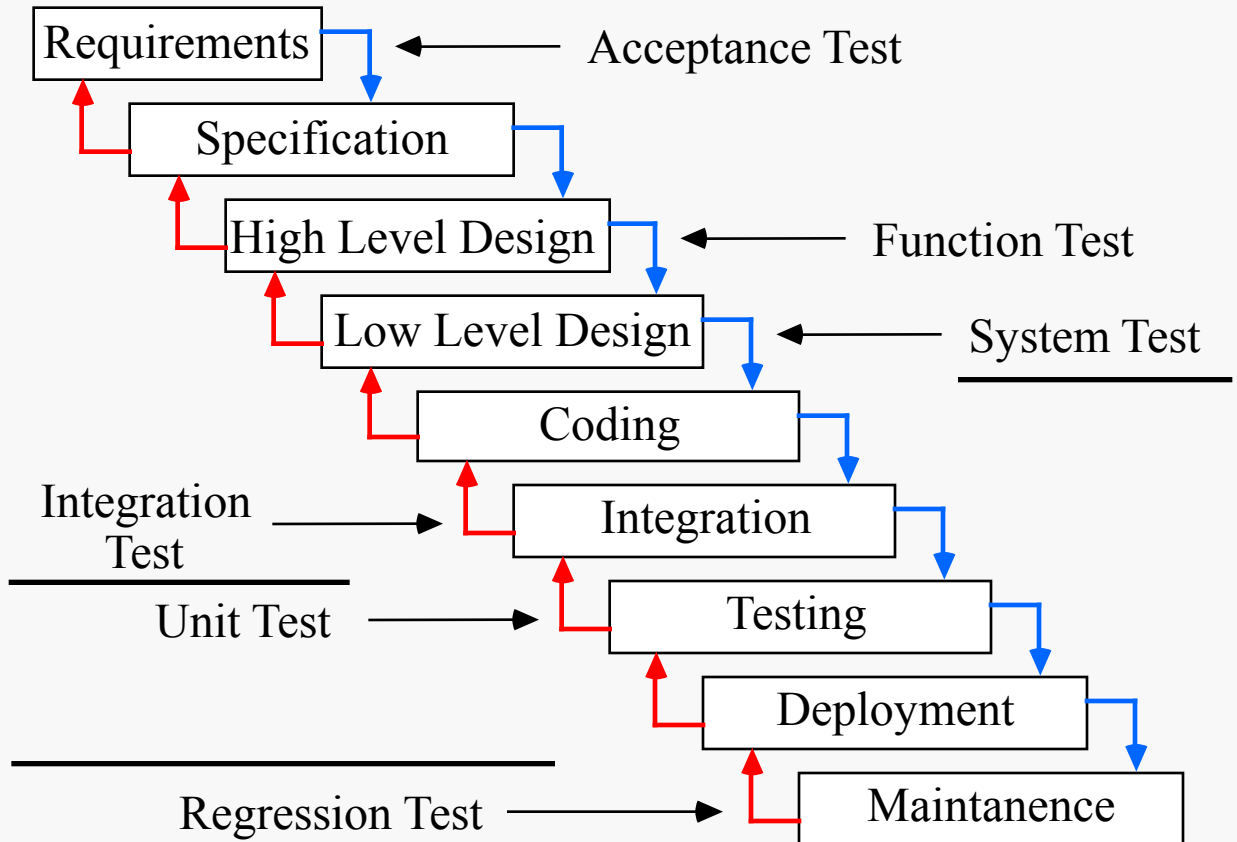 Requirements
Acceptance Test
Specification
High Level Design
Function Test
Low Level Design
System Test
Coding
Integration
Test
Integration
Unit Test
Testing
Deployment
Regression Test
Maintanence